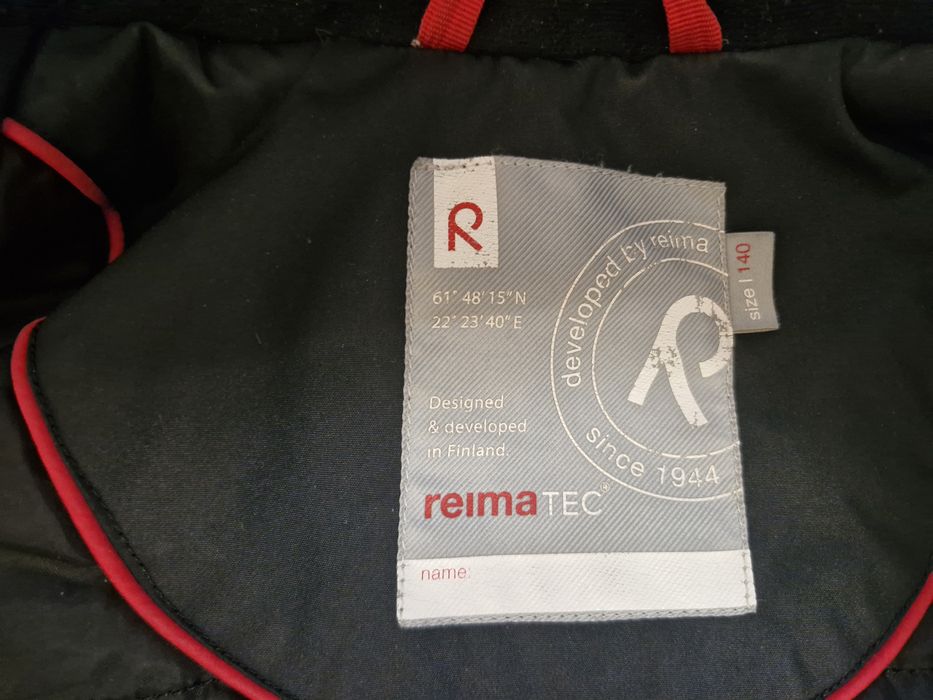 R
61° 48' 15" N
22° 23' 40" E
developed by reima
since 1944
R
size | 140
Designed
& developed
in Finland.
reimaTEC®
name: